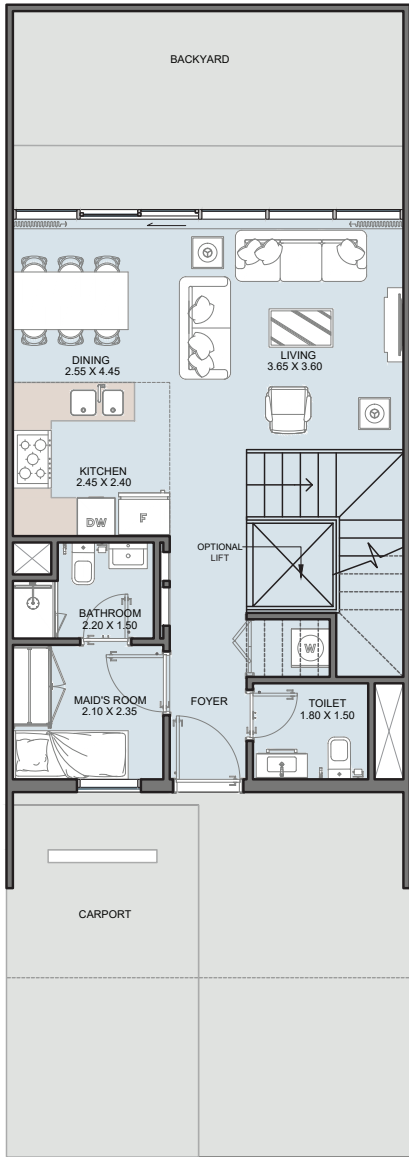 BACKYARD
DINING
2.55 X 4.45
LIVING
3.65 X 3.60
KITCHEN
2.45 X 2.40
DW
F
OPTIONAL
LIFT
BATHROOM
2.20 X 1.50
W
MAID'S ROOM
2.10 X 2.35
FOYER
TOILET
1.80 X 1.50
CARPORT